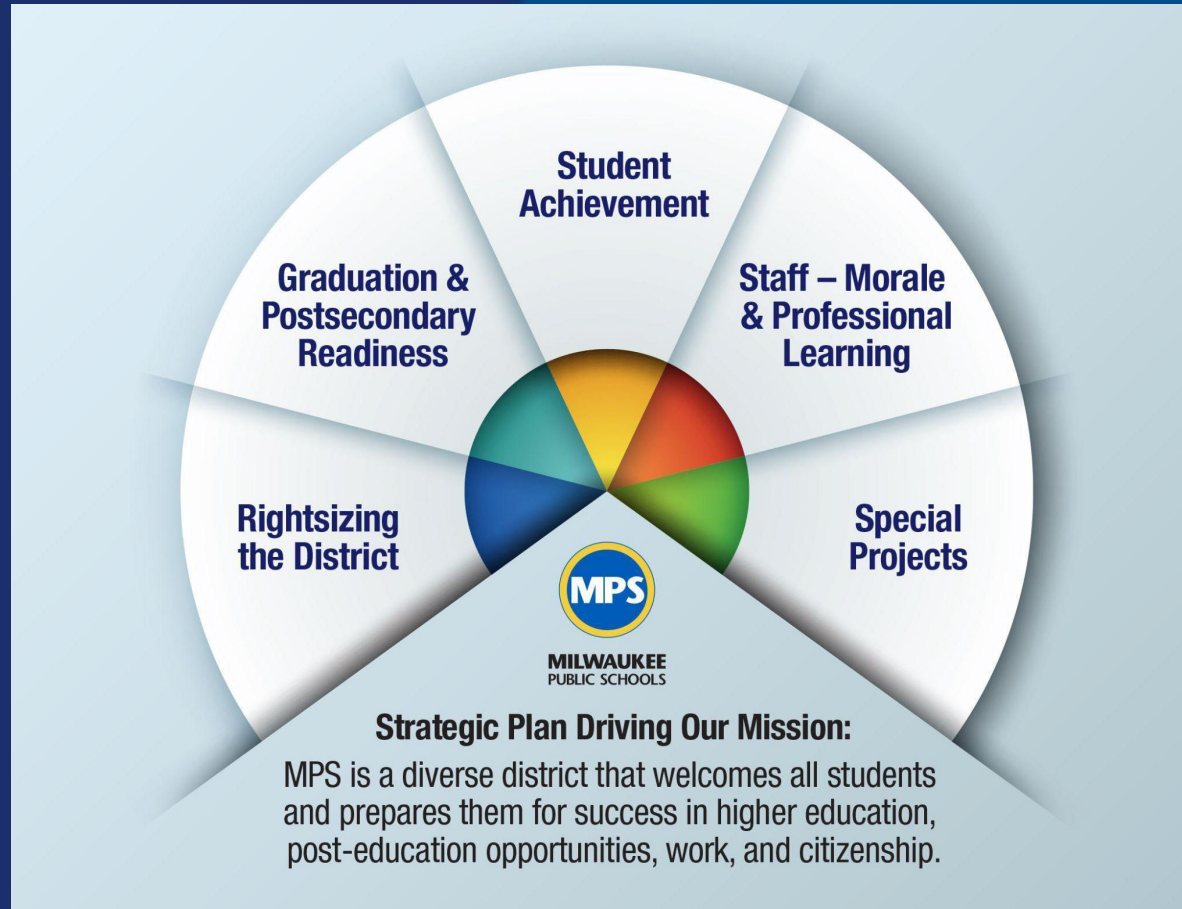 Student
Achievement
Graduation &
Postsecondary
Readiness
Staff – Morale
& Professional
Learning
Rightsizing
the District
Special
Projects
MPS
MILWAUKEE
PUBLIC SCHOOLS
Strategic Plan Driving Our Mission:
MPS is a diverse district that welcomes all students
and prepares them for success in higher education,
post-education opportunities, work, and citizenship.